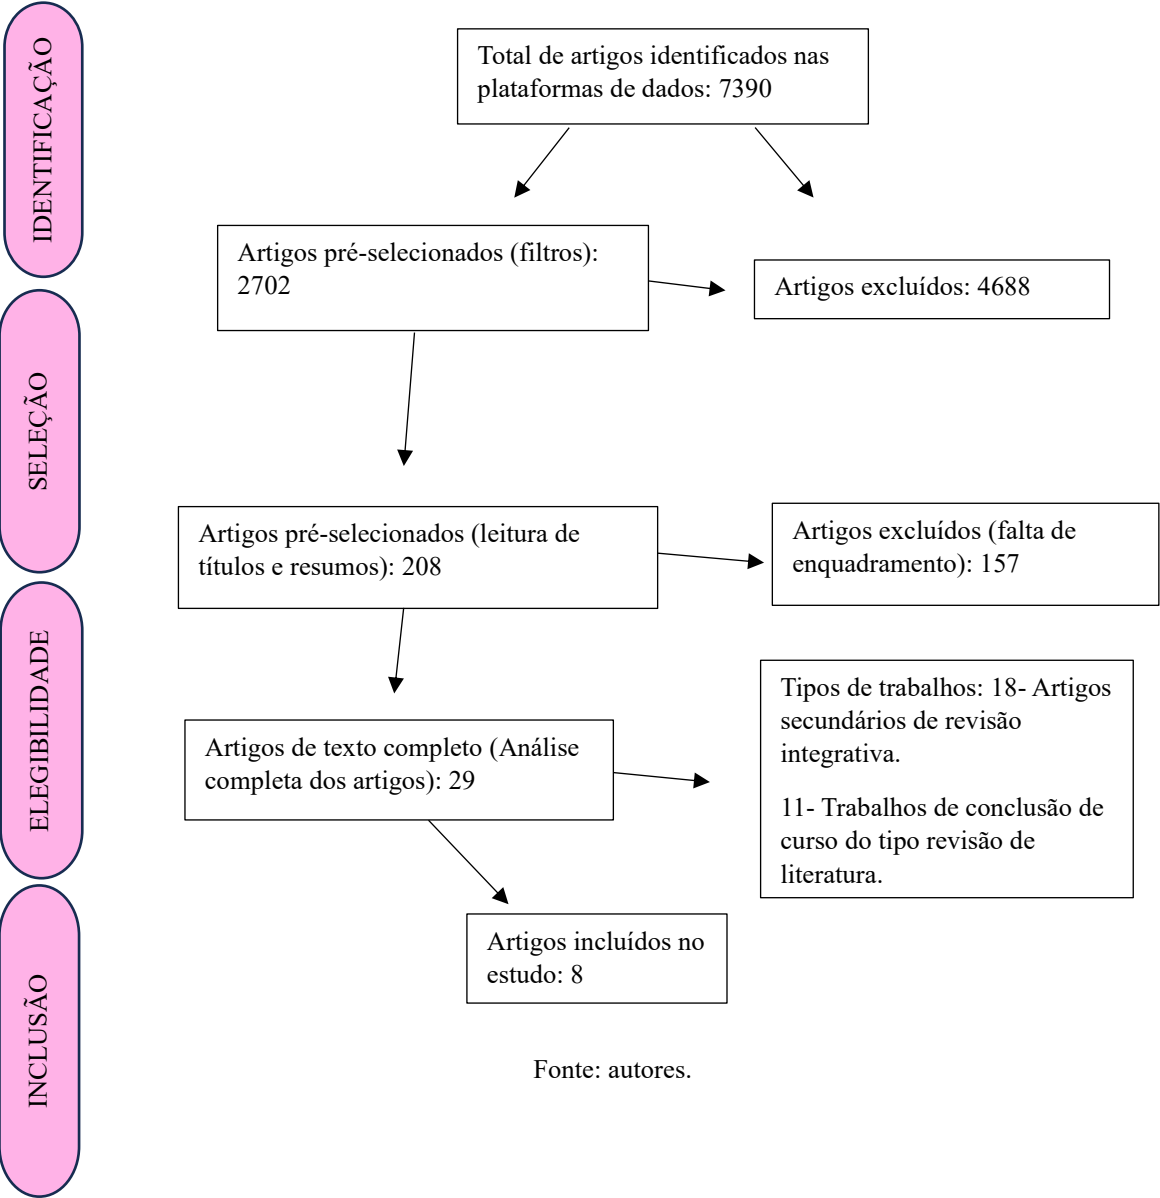 IDENTIFICAÇÃO
Total de artigos identificados nas
plataformas de dados: 7390
Artigos pré-selecionados (filtros):
2702
Artigos excluídos: 4688
SELEÇÃO
Artigos pré-selecionados (leitura de
títulos e resumos): 208
Artigos excluídos (falta de
enquadramento): 157
ELEGIBILIDADE
Artigos de texto completo (Análise
completa dos artigos): 29
Tipos de trabalhos: 18- Artigos
secundários de revisão
integrativa.
11- Trabalhos de conclusão de
curso do tipo revisão de
literatura.
INCLUSÃO
Artigos incluídos no
estudo: 8
Fonte: autores.